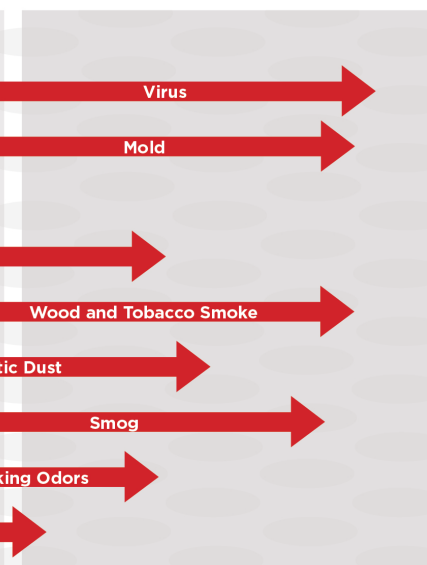 Virus
Mold
Wood and Tobacco Smoke
tic Dust
Smog
king Odors